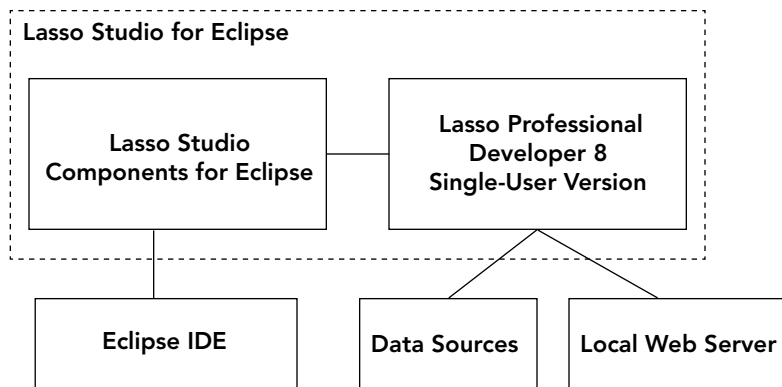 Lasso Studio for Eclipse
Lasso Studio
Components for Eclipse
Lasso Professional
Developer 8
Single-User Version
Eclipse IDE
Data Sources
Local Web Server